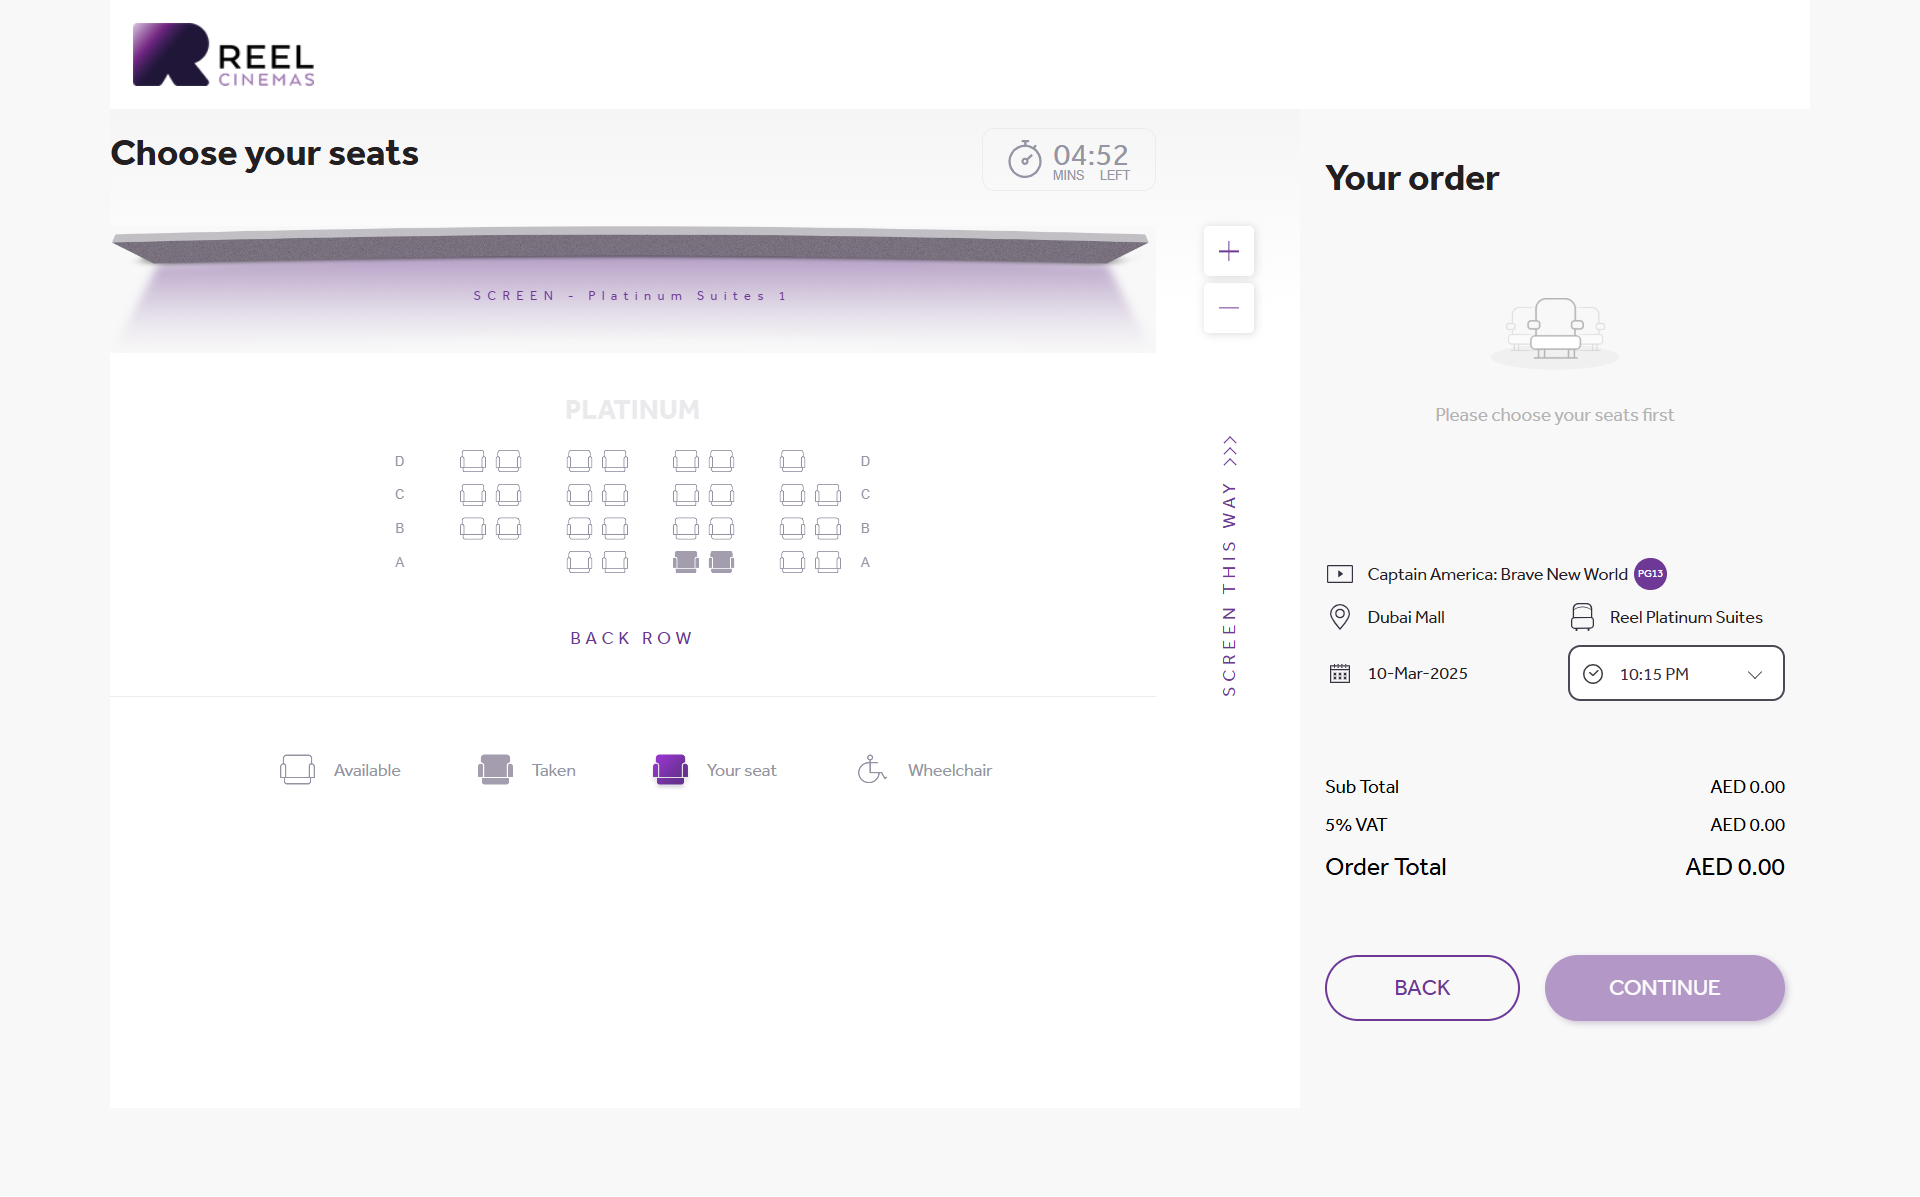 REEL
CINEMAS
Choose your seats
04:52
MINS LEFT
SCREEN - Platinum Suites 1
PLATINUM
D D
C C
B B
A A
BACK ROW
SCREEN THIS WAY
Available
Taken
Your seat
Wheelchair
Your order
Please choose your seats first
Captain America: Brave New World PG13
Dubai Mall
Reel Platinum Suites
10-Mar-2025
10:15 PM
Sub Total AED 0.00
5% VAT AED 0.00
Order Total AED 0.00
BACK
CONTINUE